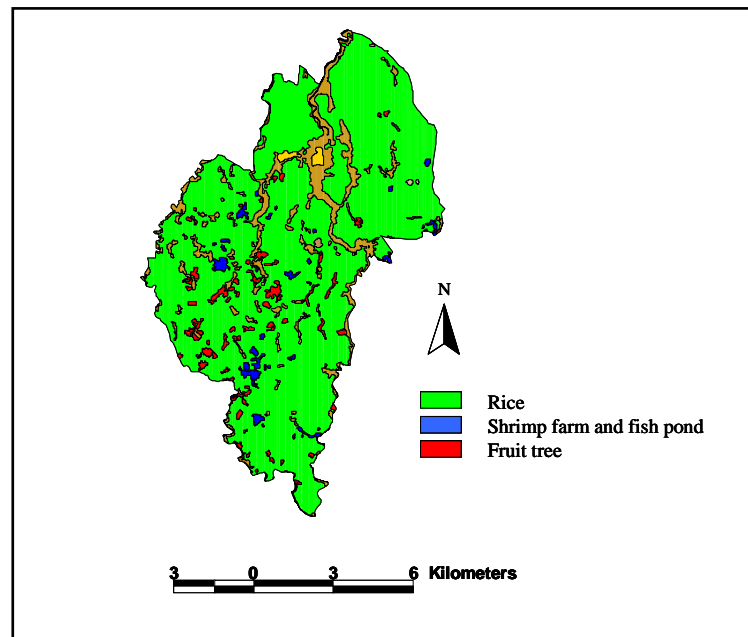 N
Rice
Shrimp farm and fish pond
Fruit tree
3 0 3 6 Kilometers